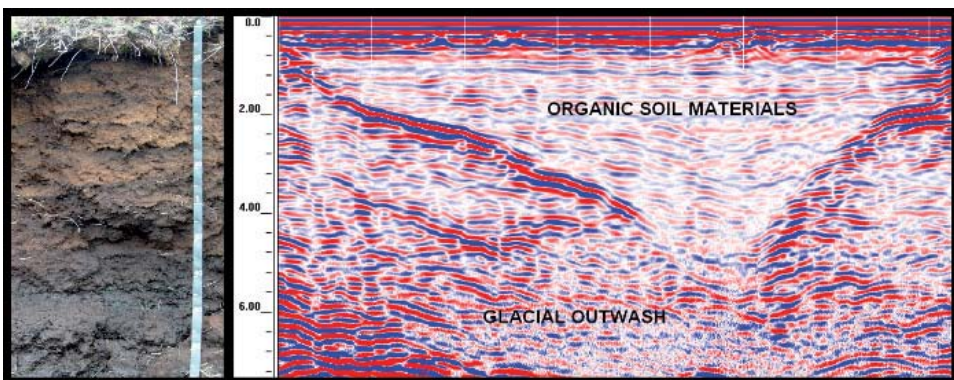 0.0
2.00
ORGANIC SOIL MATERIALS
4.00
6.00
GLACIAL OUTWASH